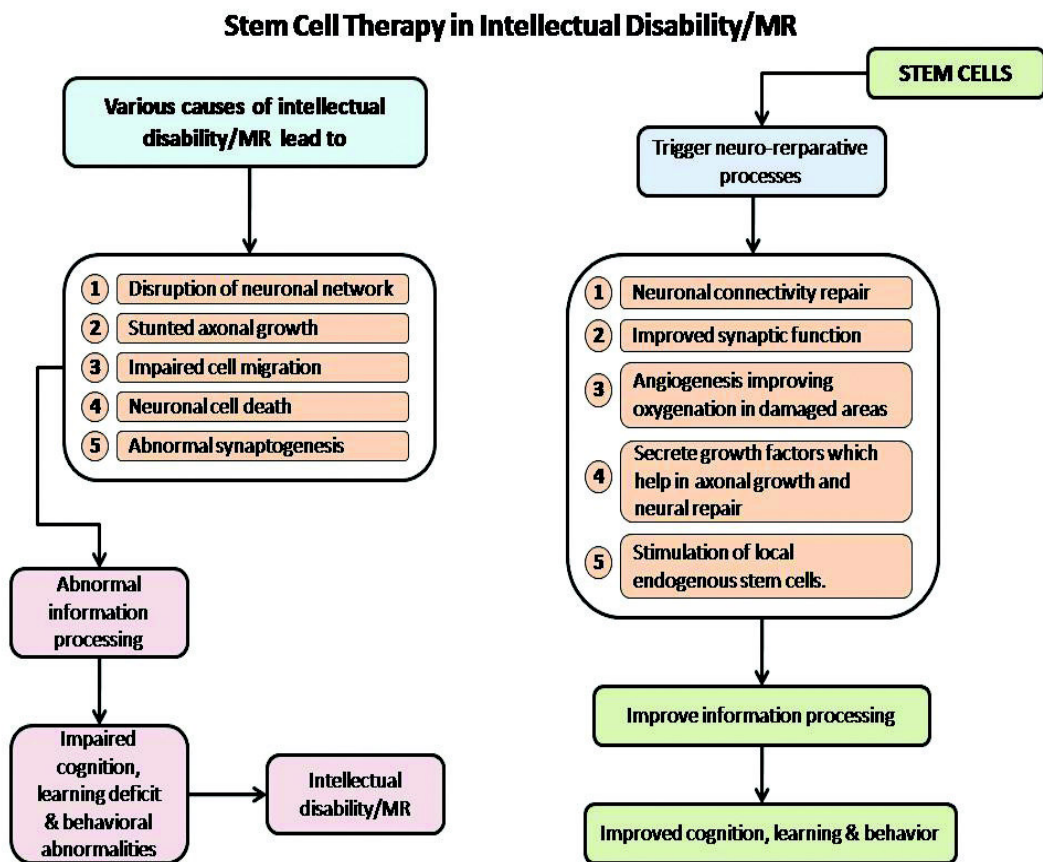 Stem Cell Therapy in Intellectual Disability/MR
Various causes of intellectual
disability/MR lead to
1 Disruption of neuronal network
2 Stunted axonal growth
3 Impaired cell migration
4 Neuronal cell death
5 Abnormal synaptogenesis
Abnormal
information
processing
Impaired
cognition,
learning deficit
& behavioral
abnormalities
Intellectual
disability/MR
STEM CELLS
Trigger neuro-rerparative
processes
1 Neuronal connectivity repair
2 Improved synaptic function
3 Angiogenesis improving
oxygenation in damaged areas
4 Secrete growth factors which
help in axonal growth and
neural repair
5 Stimulation of local
endogenous stem cells.
Improve information processing
Improved cognition, learning & behavior